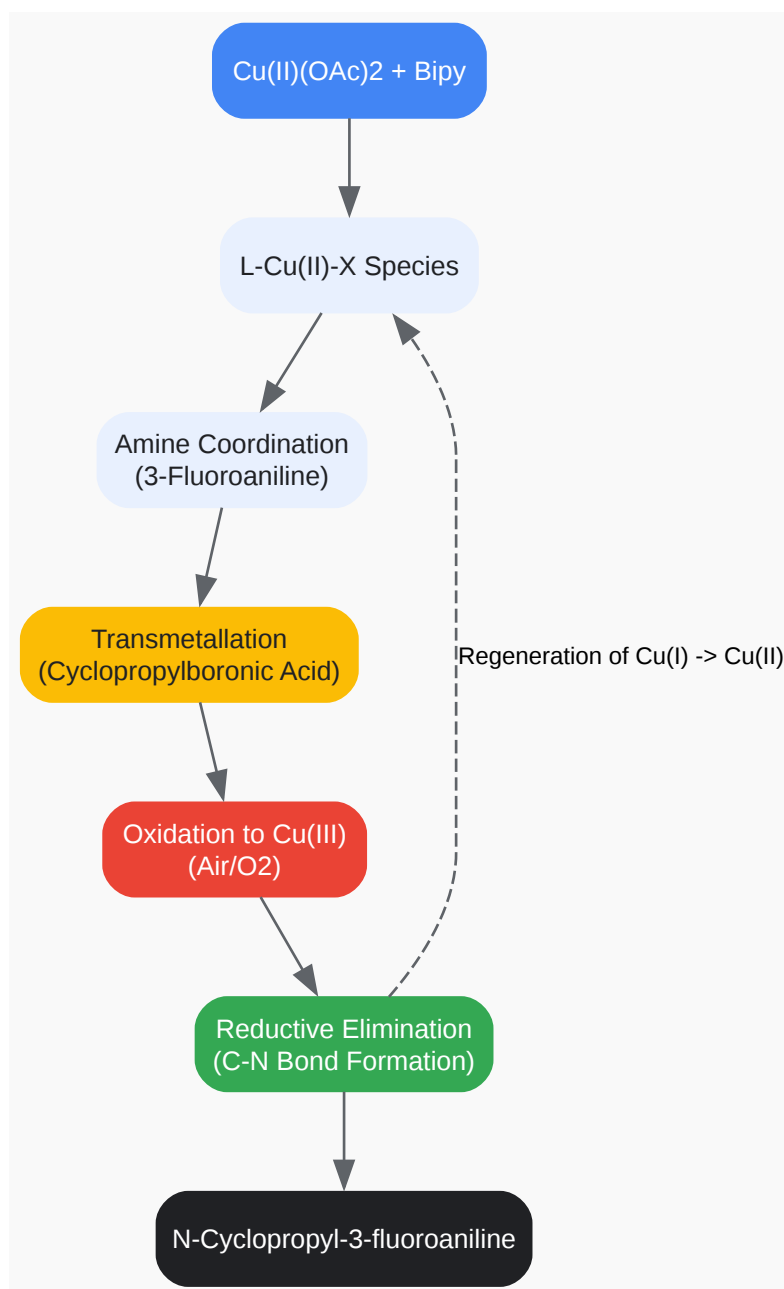 Cu(II)(OAc)2 + Bipy
L-Cu(II)-X Species
Amine Coordination
(3-Fluoroaniline)
Transmetallation
(Cyclopropylboronic Acid)
Regeneration of Cu(I) -> Cu(II)
Oxidation to Cu(III)
(Air/O2)
Reductive Elimination
(C-N Bond Formation)
N-Cyclopropyl-3-fluoroaniline